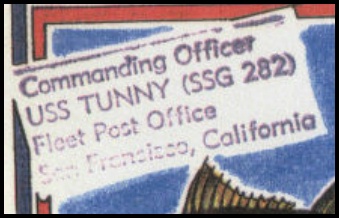 Commanding Officer
USS TUNNY (SSG 282)
Fleet Post Office
San Francisco, California